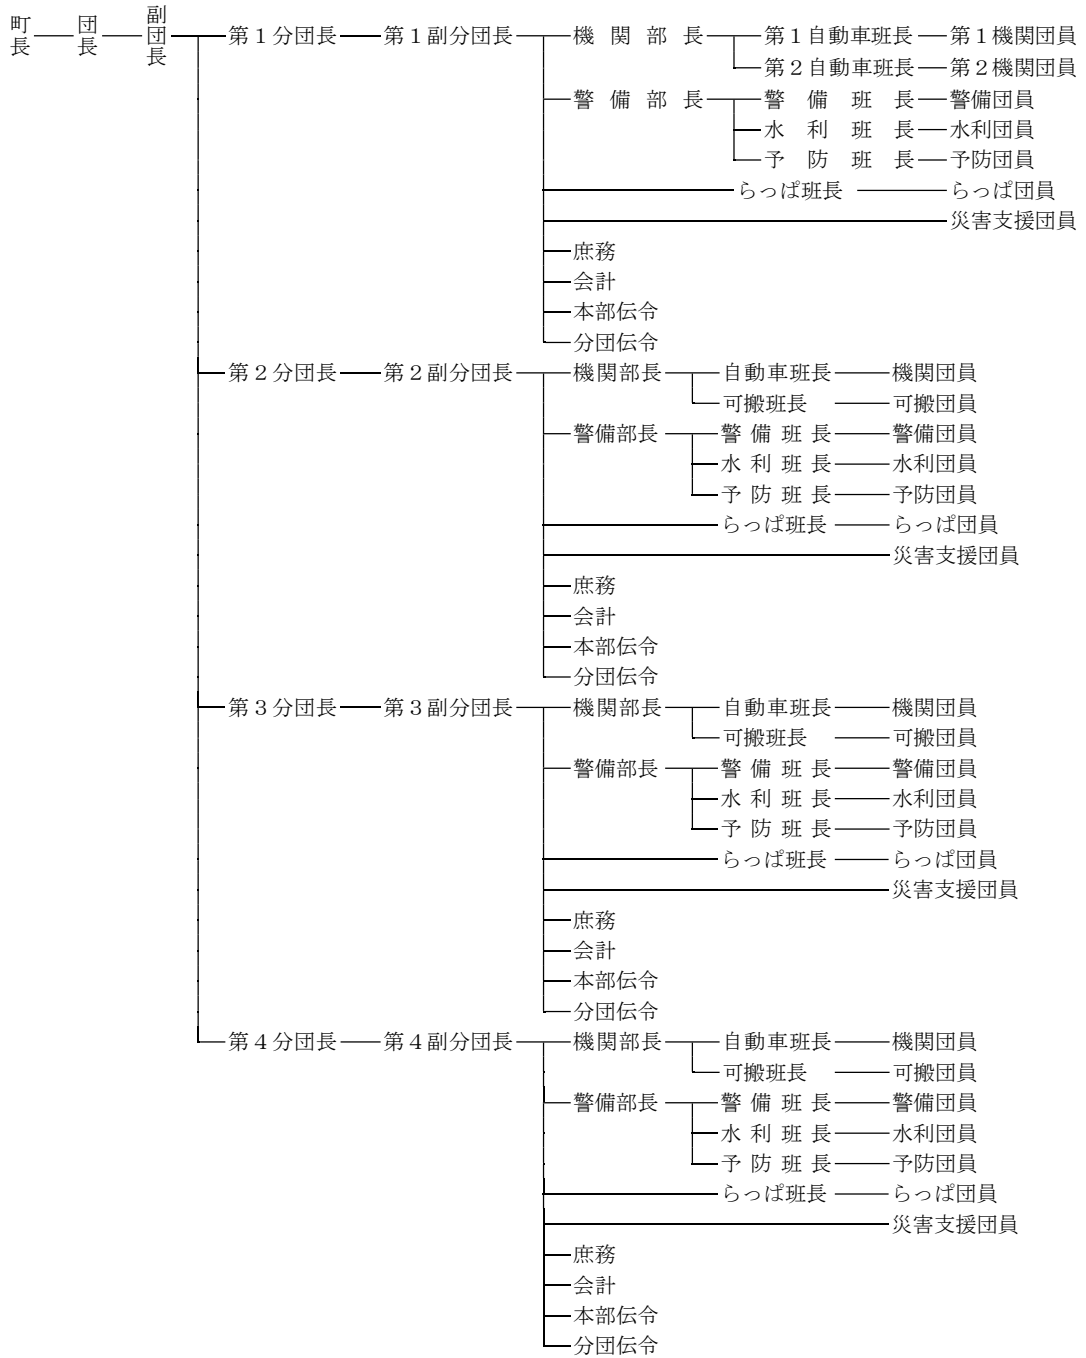 町長 団長 副団長 第１分団長 第１副分団長 機関部長 第１自動車班長 第１機関団員
第２自動車班長 第２機関団員
警備部長 警備班長 警備団員
水利班長 水利団員
予防班長 予防団員
らっぱ班長 らっぱ団員
災害支援団員
庶務
会計
本部伝令
分団伝令
第２分団長 第２副分団長 機関部長 自動車班長 機関団員
可搬班長 可搬団員
警備部長 警備班長 警備団員
水利班長 水利団員
予防班長 予防団員
らっぱ班長 らっぱ団員
災害支援団員
庶務
会計
本部伝令
分団伝令
第３分団長 第３副分団長 機関部長 自動車班長 機関団員
可搬班長 可搬団員
警備部長 警備班長 警備団員
水利班長 水利団員
予防班長 予防団員
らっぱ班長 らっぱ団員
災害支援団員
庶務
会計
本部伝令
分団伝令
第４分団長 第４副分団長 機関部長 自動車班長 機関団員
可搬班長 可搬団員
警備部長 警備班長 警備団員
水利班長 水利団員
予防班長 予防団員
らっぱ班長 らっぱ団員
災害支援団員
庶務
会計
本部伝令
分団伝令